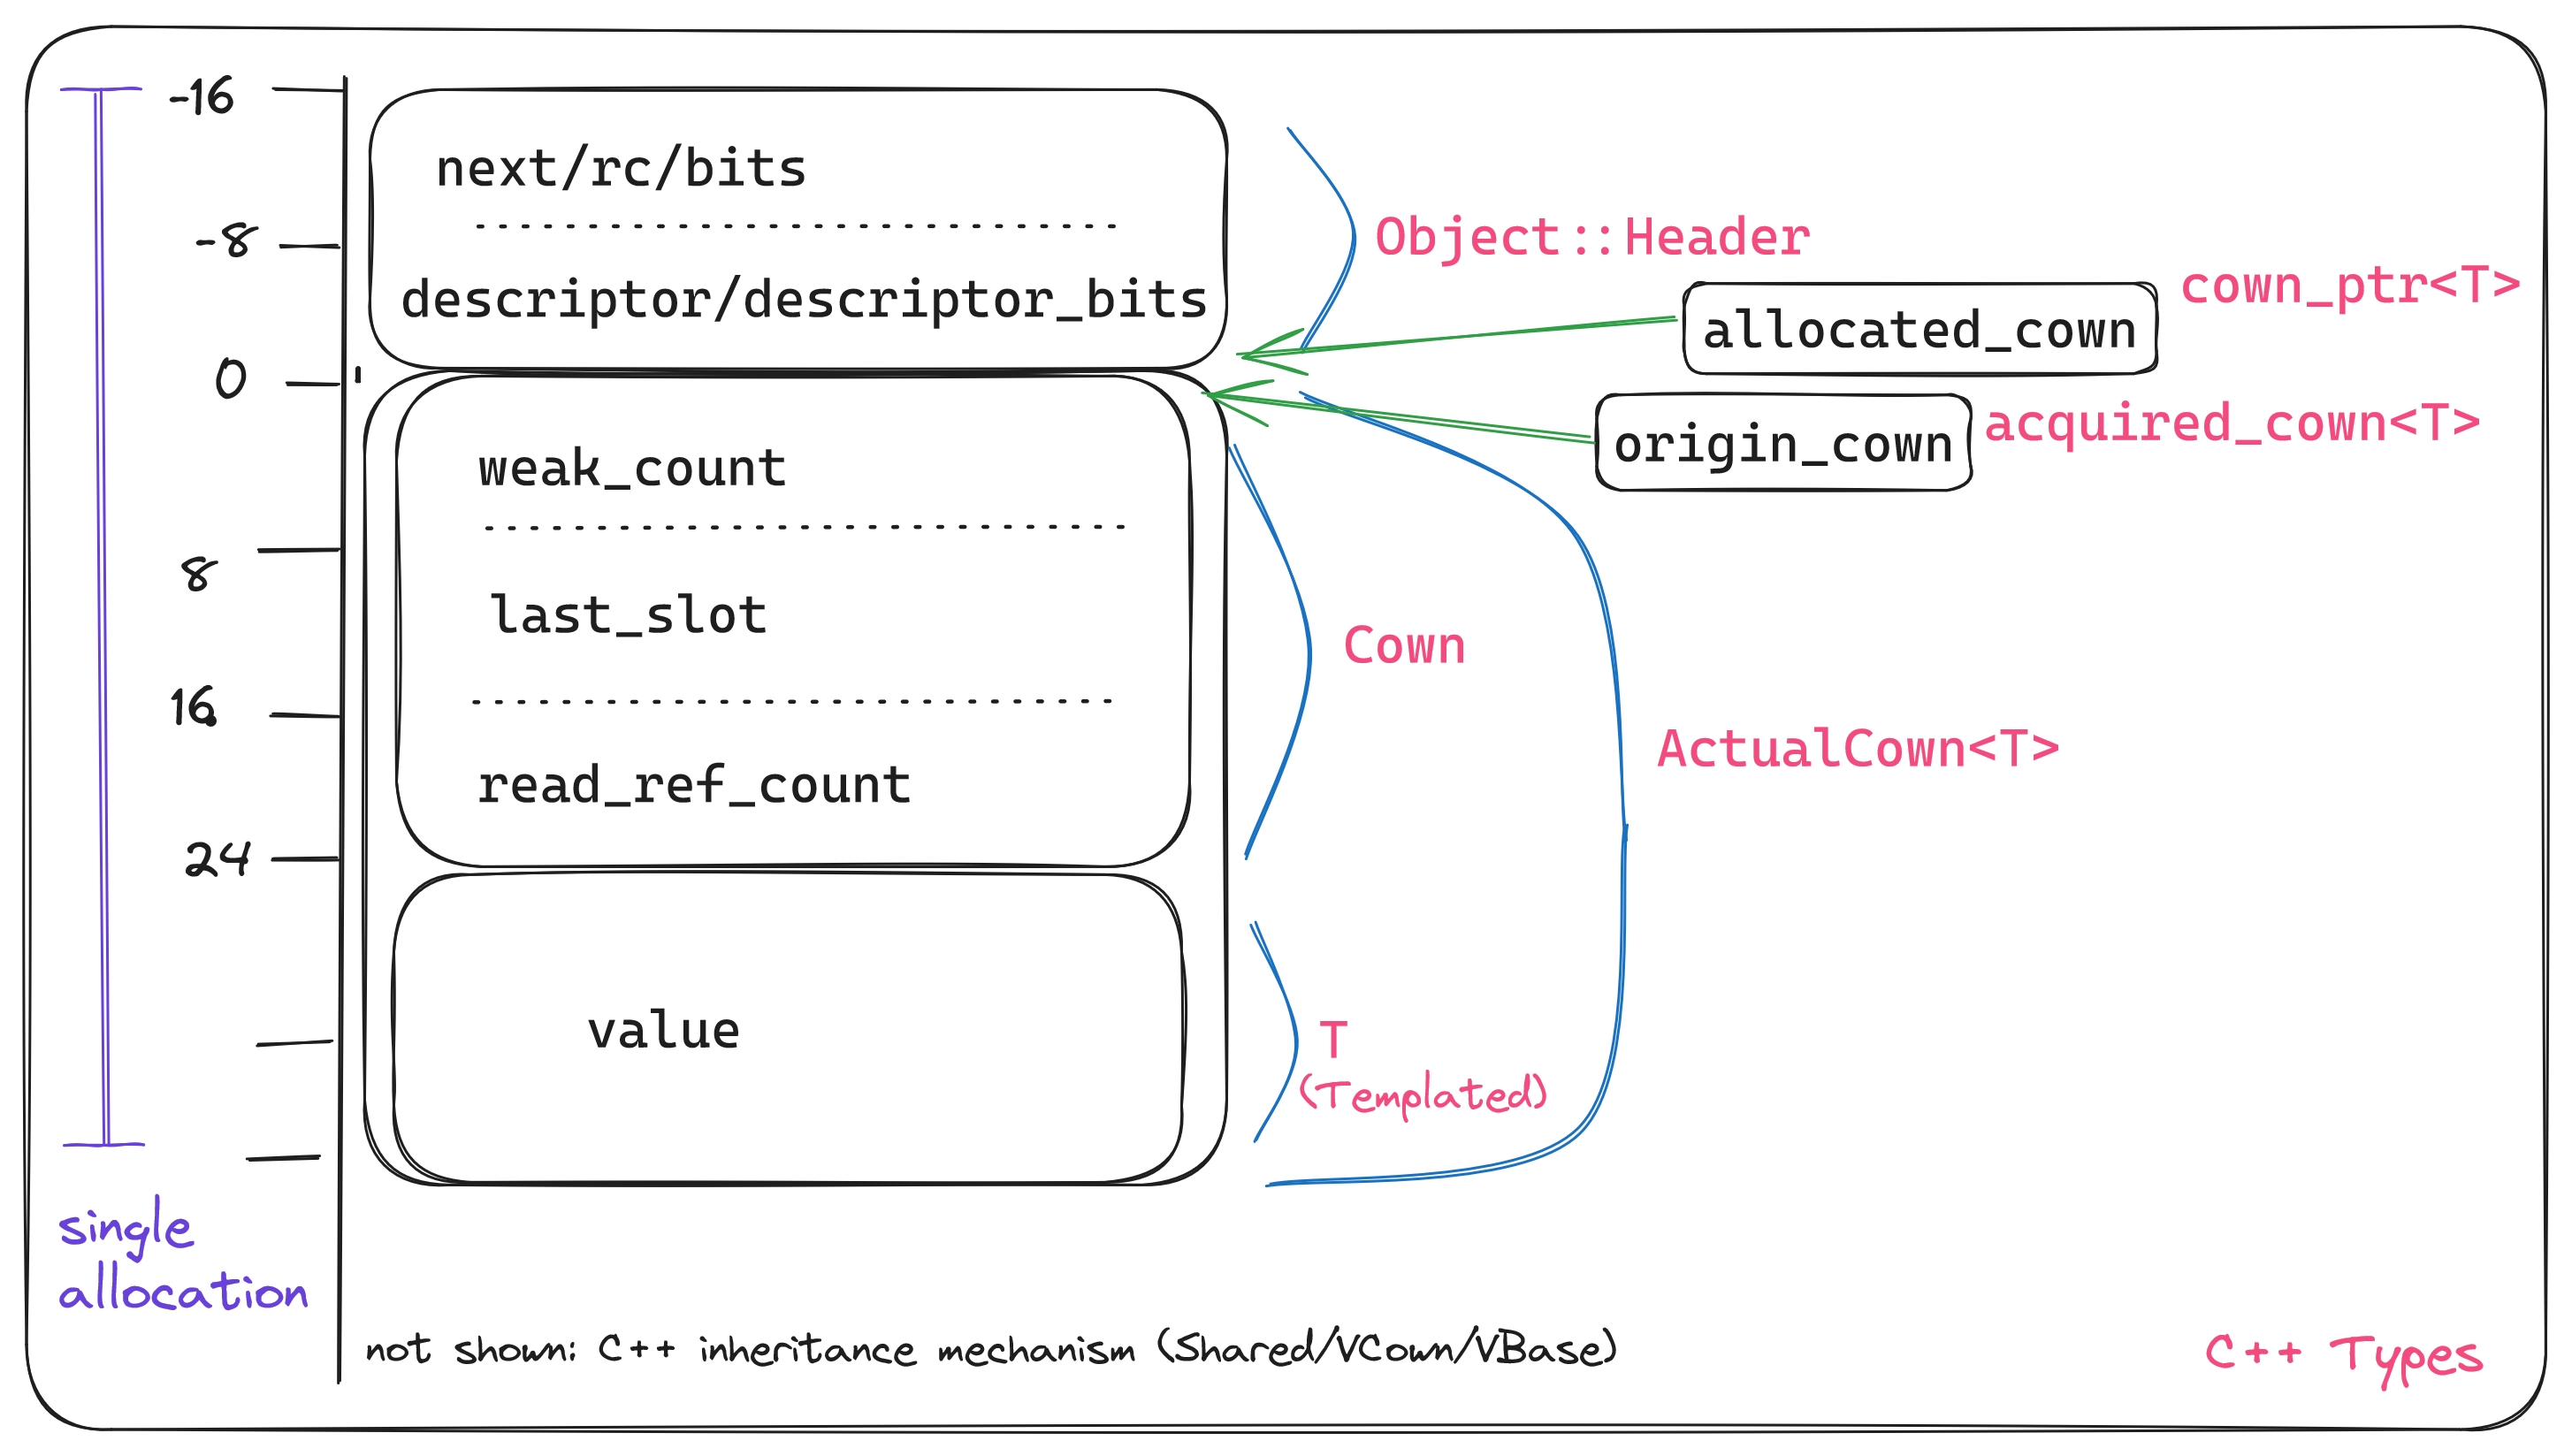 -16
next/rc/bits
-8
Object::Header
descriptor/descriptor_bits
cown_ptr<T>
allocated_cown
0
acquired_cown<T>
origin_cown
weak_count
8
last_slot
Cown
16
ActualCown<T>
read_ref_count
24
value
T
(Templated)
single
allocation
not shown: C++ inheritance mechanism (Shared/VCown/VBase)
C++ Types